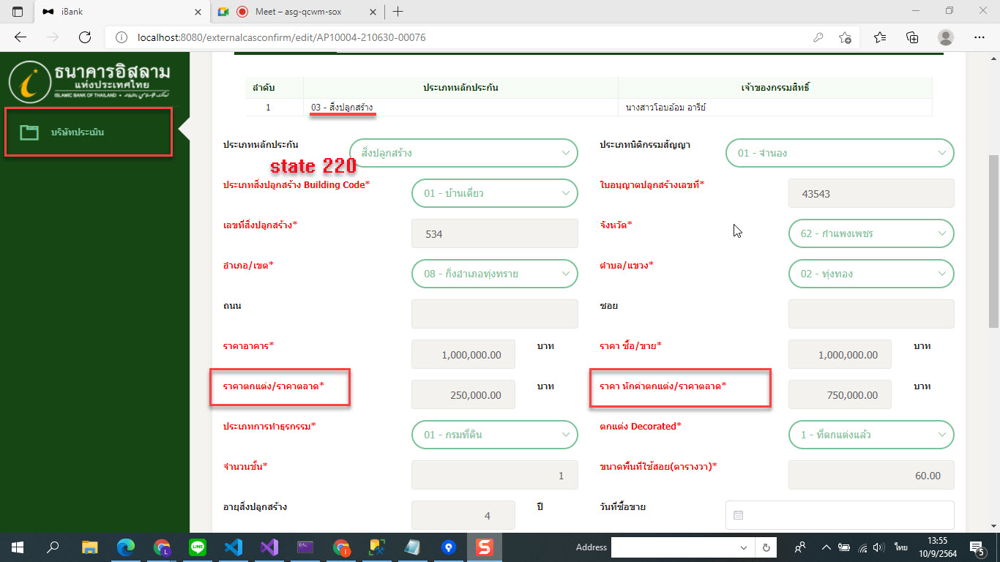 iBank
Meet – asg-qcwm-sox
localhost:8080/externalcasconfirm/edit/AP10004-210630-00076
ธนาคารอิสลาม
แห่งประเทศไทย
ISLAMIC BANK OF THAILAND
บริษัทประเมิน
ลำดับ ประเภทหลักประกัน เจ้าของกรรมสิทธิ์
1 03 - สิ่งปลูกสร้าง นางสาวโอบอ้อม อารีย์
ประเภทหลักประกัน สิ่งปลูกสร้าง ประเภทนิติกรรมสัญญา 01 - จำนอง
state 220
ประเภทสิ่งปลูกสร้าง Building Code* 01 - บ้านเดี่ยว ใบอนุญาตปลูกสร้างเลขที่* 43543
เลขที่สิ่งปลูกสร้าง* 534 จังหวัด* 62 - กำแพงเพชร
อำเภอ/เขต* 08 - กิ่งอำเภอทุ่งทราย ตำบล/แขวง* 02 - ทุ่งทอง
ถนน ซอย
ราคาอาคาร* 1,000,000.00 บาท ราคา ซื้อ/ขาย* 1,000,000.00 บาท
ราคาตกแต่ง/ราคาตลาด* 250,000.00 บาท ราคา หักค่าตกแต่ง/ราคาตลาด* 750,000.00 บาท
ประเภทการทำธุรกรรม* 01 - กรมที่ดิน ตกแต่ง Decorated* 1 - ที่ตกแต่งแล้ว
จำนวนชั้น* 1 ขนาดพื้นที่ใช้สอย(ตารางวา)* 60.00
อายุสิ่งปลูกสร้าง 4 ปี วันที่ซื้อขาย
Address ไทย 13:55
10/9/2564 5